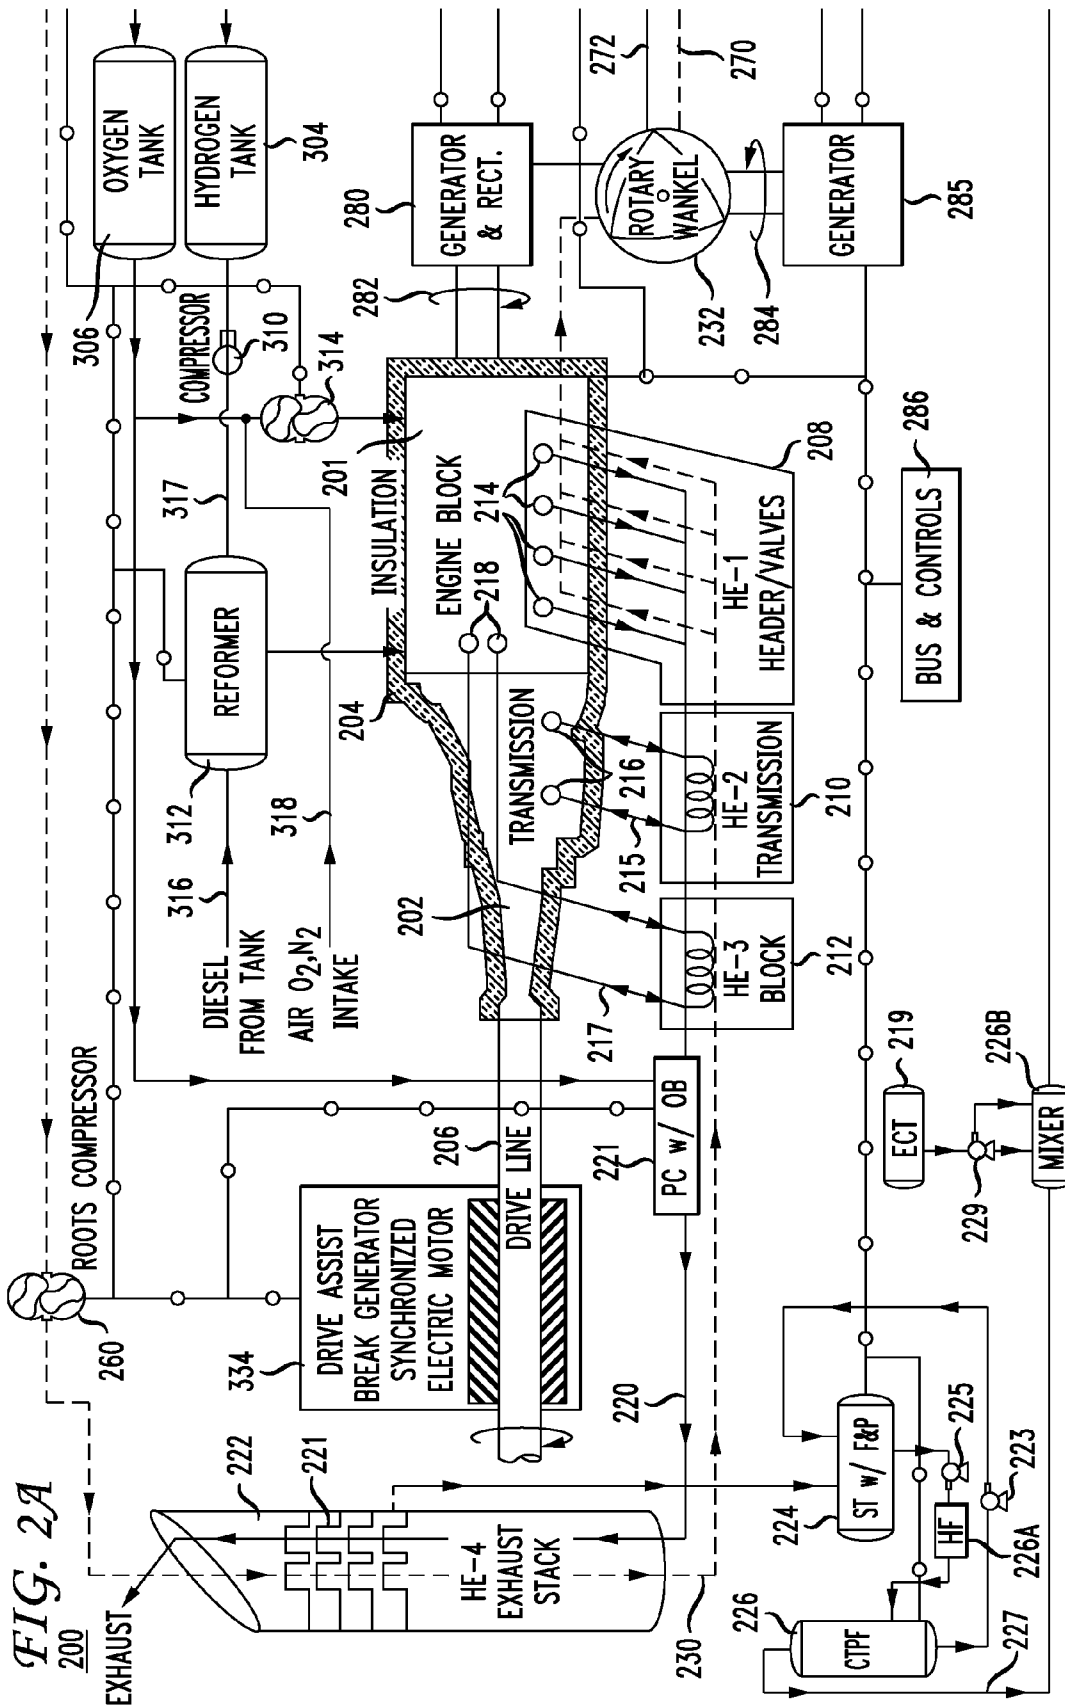 FIG. 2A
200
EXHAUST
222
221
HE-4
EXHAUST
STACK
230
260
ROOTS COMPRESSOR
334
DRIVE ASSIST
BREAK GENERATOR
SYNCHRONIZED
ELECTRIC MOTOR
206
DRIVE LINE
220
221
PC w/ OB
DIESEL
FROM TANK
316
AIR O2,N2
INTAKE
318
312
REFORMER
317
COMPRESSOR
310
306
OXYGEN
TANK
HYDROGEN
TANK
304
314
204
INSULATION
201
ENGINE BLOCK
218
214
202
TRANSMISSION
216
215
217
HE-3
BLOCK
212
HE-2
TRANSMISSION
210
HE-1
HEADER/VALVES
208
282
280
GENERATOR
& RECT.
272
270
ROTARY
WANKEL
232
284
GENERATOR
285
BUS & CONTROLS
286
ECT
219
229
226B
MIXER
224
ST w/ F&P
225
223
HF
226A
226
CTPF
227